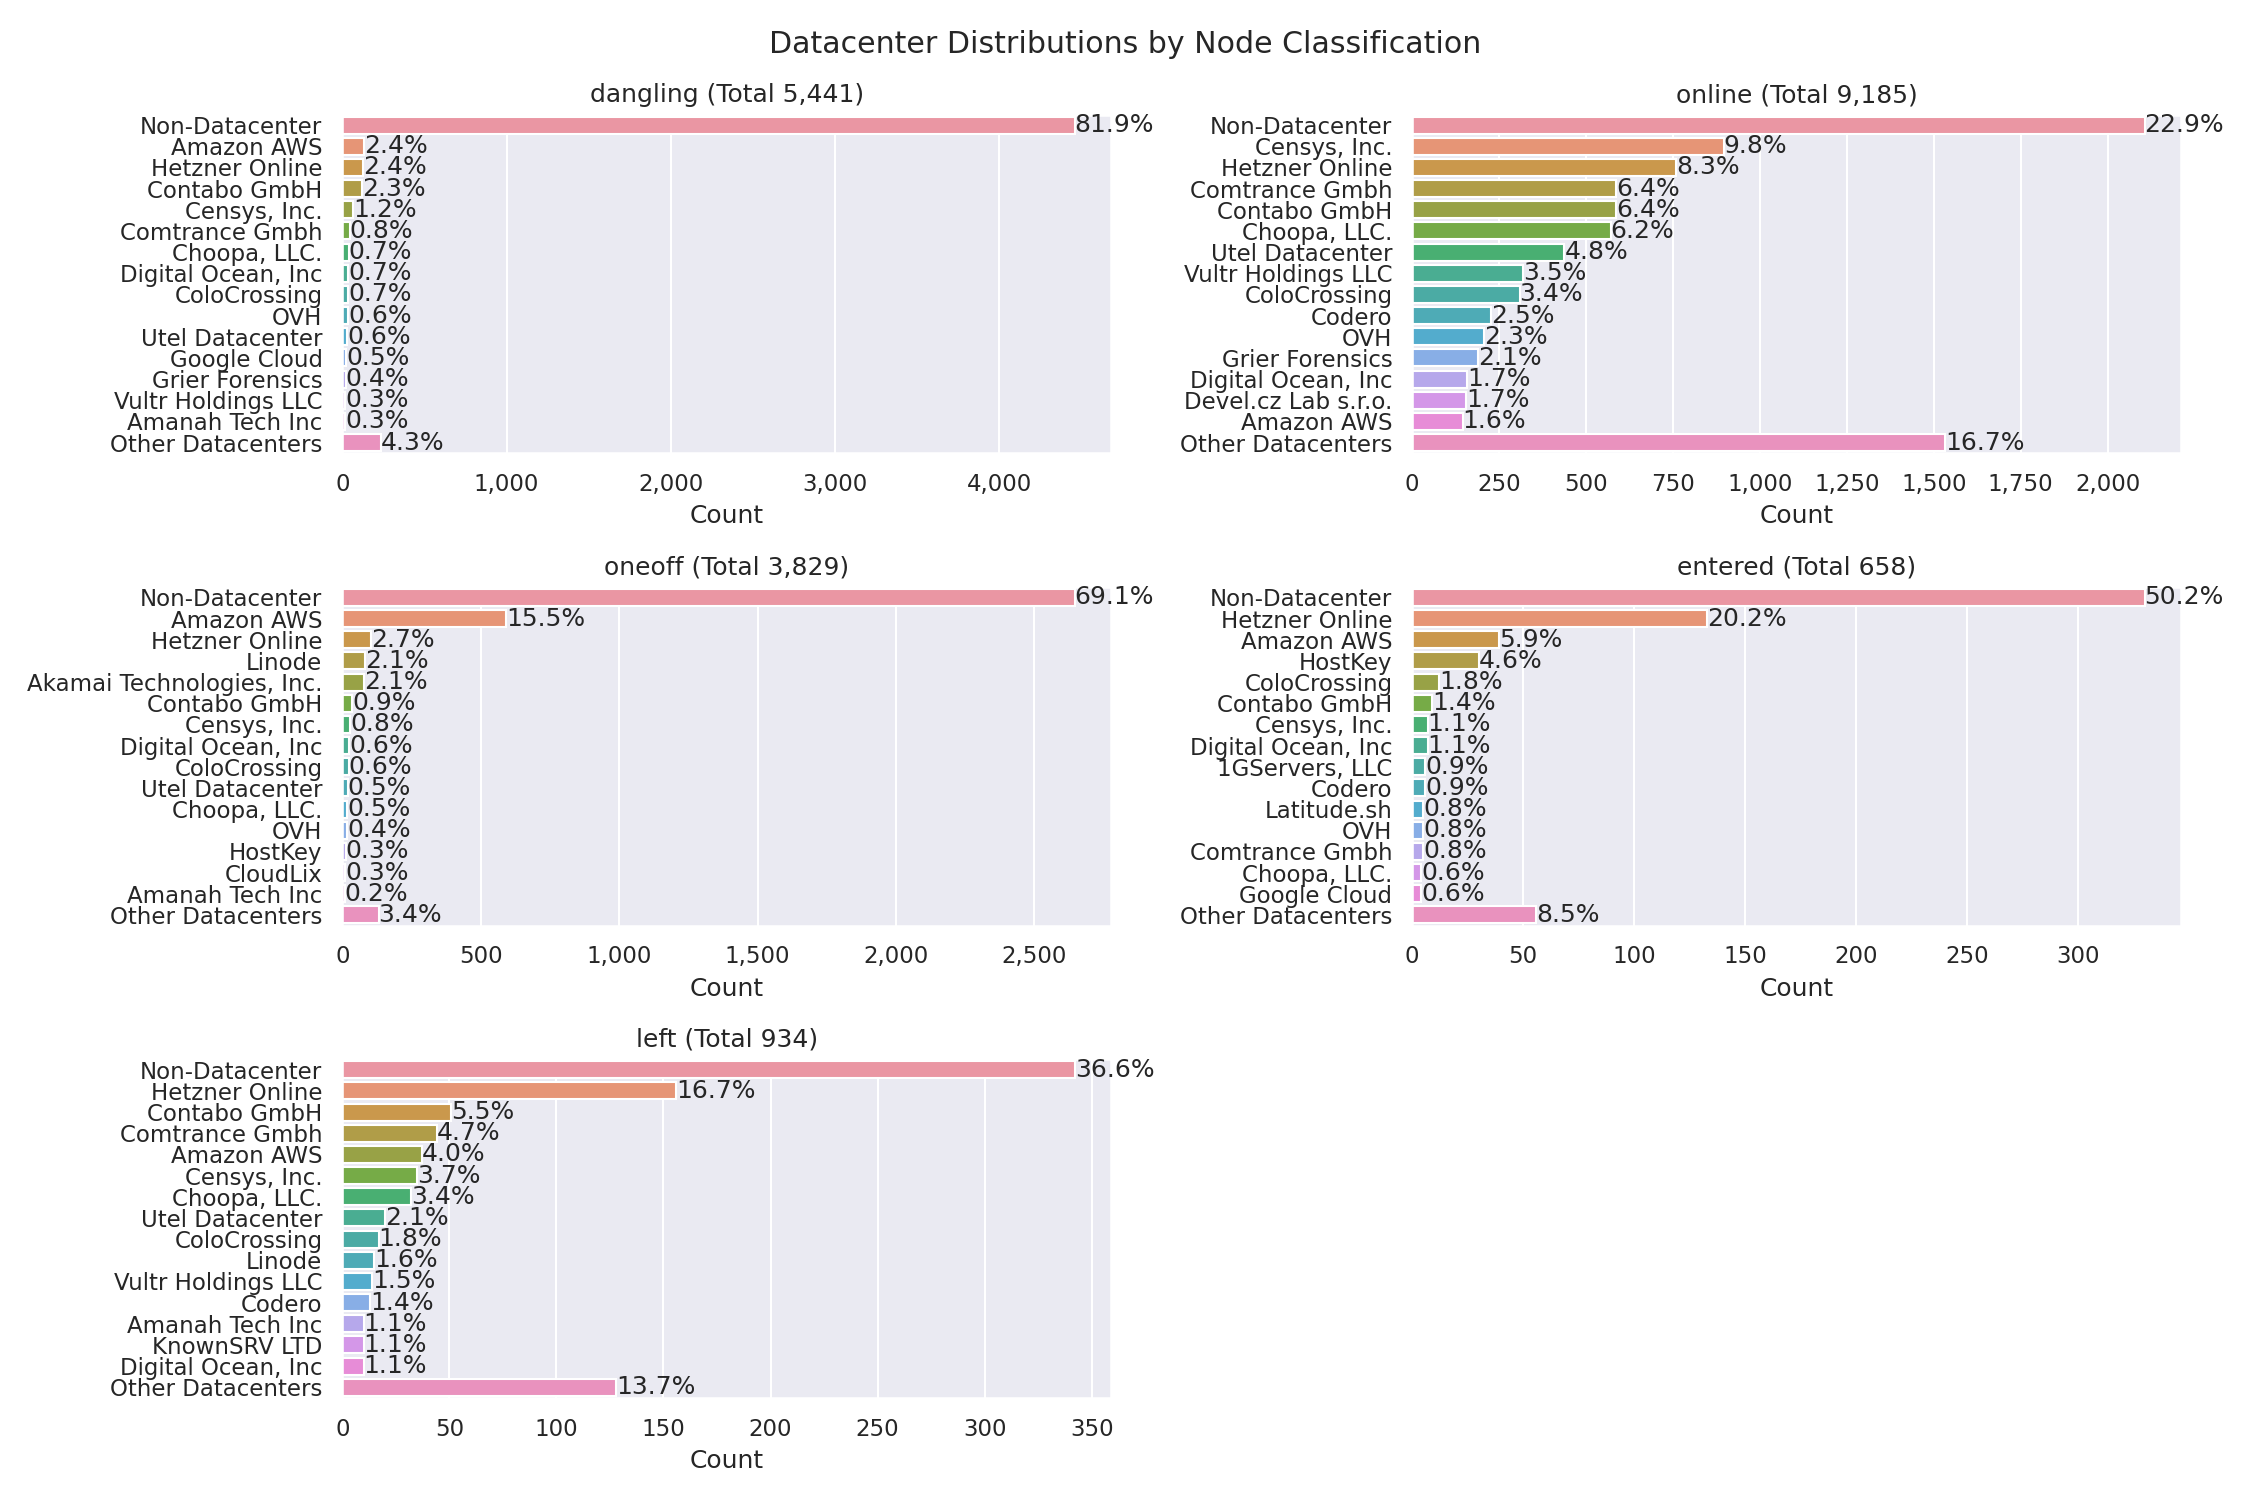 Datacenter Distributions by Node Classification
dangling (Total 5,441)
Non-Datacenter 81.9%
Amazon AWS 2.4%
Hetzner Online 2.4%
Contabo GmbH 2.3%
Censys, Inc. 1.2%
Comtrance Gmbh 0.8%
Choopa, LLC. 0.7%
Digital Ocean, Inc 0.7%
ColoCrossing 0.7%
OVH 0.6%
Utel Datacenter 0.6%
Google Cloud 0.5%
Grier Forensics 0.4%
Vultr Holdings LLC 0.3%
Amanah Tech Inc 0.3%
Other Datacenters 4.3%
0 1,000 2,000 3,000 4,000
Count
online (Total 9,185)
Non-Datacenter 22.9%
Censys, Inc. 9.8%
Hetzner Online 8.3%
Comtrance Gmbh 6.4%
Contabo GmbH 6.4%
Choopa, LLC. 6.2%
Utel Datacenter 4.8%
Vultr Holdings LLC 3.5%
ColoCrossing 3.4%
Codero 2.5%
OVH 2.3%
Grier Forensics 2.1%
Digital Ocean, Inc 1.7%
Devel.cz Lab s.r.o. 1.7%
Amazon AWS 1.6%
Other Datacenters 16.7%
0 250 500 750 1,000 1,250 1,500 1,750 2,000
Count
oneoff (Total 3,829)
Non-Datacenter 69.1%
Amazon AWS 15.5%
Hetzner Online 2.7%
Linode 2.1%
Akamai Technologies, Inc. 2.1%
Contabo GmbH 0.9%
Censys, Inc. 0.8%
Digital Ocean, Inc 0.6%
ColoCrossing 0.6%
Utel Datacenter 0.5%
Choopa, LLC. 0.5%
OVH 0.4%
HostKey 0.3%
CloudLix 0.3%
Amanah Tech Inc 0.2%
Other Datacenters 3.4%
0 500 1,000 1,500 2,000 2,500
Count
entered (Total 658)
Non-Datacenter 50.2%
Hetzner Online 20.2%
Amazon AWS 5.9%
HostKey 4.6%
ColoCrossing 1.8%
Contabo GmbH 1.4%
Censys, Inc. 1.1%
Digital Ocean, Inc 1.1%
1GServers, LLC 0.9%
Codero 0.9%
Latitude.sh 0.8%
OVH 0.8%
Comtrance Gmbh 0.8%
Choopa, LLC. 0.6%
Google Cloud 0.6%
Other Datacenters 8.5%
0 50 100 150 200 250 300
Count
left (Total 934)
Non-Datacenter 36.6%
Hetzner Online 16.7%
Contabo GmbH 5.5%
Comtrance Gmbh 4.7%
Amazon AWS 4.0%
Censys, Inc. 3.7%
Choopa, LLC. 3.4%
Utel Datacenter 2.1%
ColoCrossing 1.8%
Linode 1.6%
Vultr Holdings LLC 1.5%
Codero 1.4%
Amanah Tech Inc 1.1%
KnownSRV LTD 1.1%
Digital Ocean, Inc 1.1%
Other Datacenters 13.7%
0 50 100 150 200 250 300 350
Count